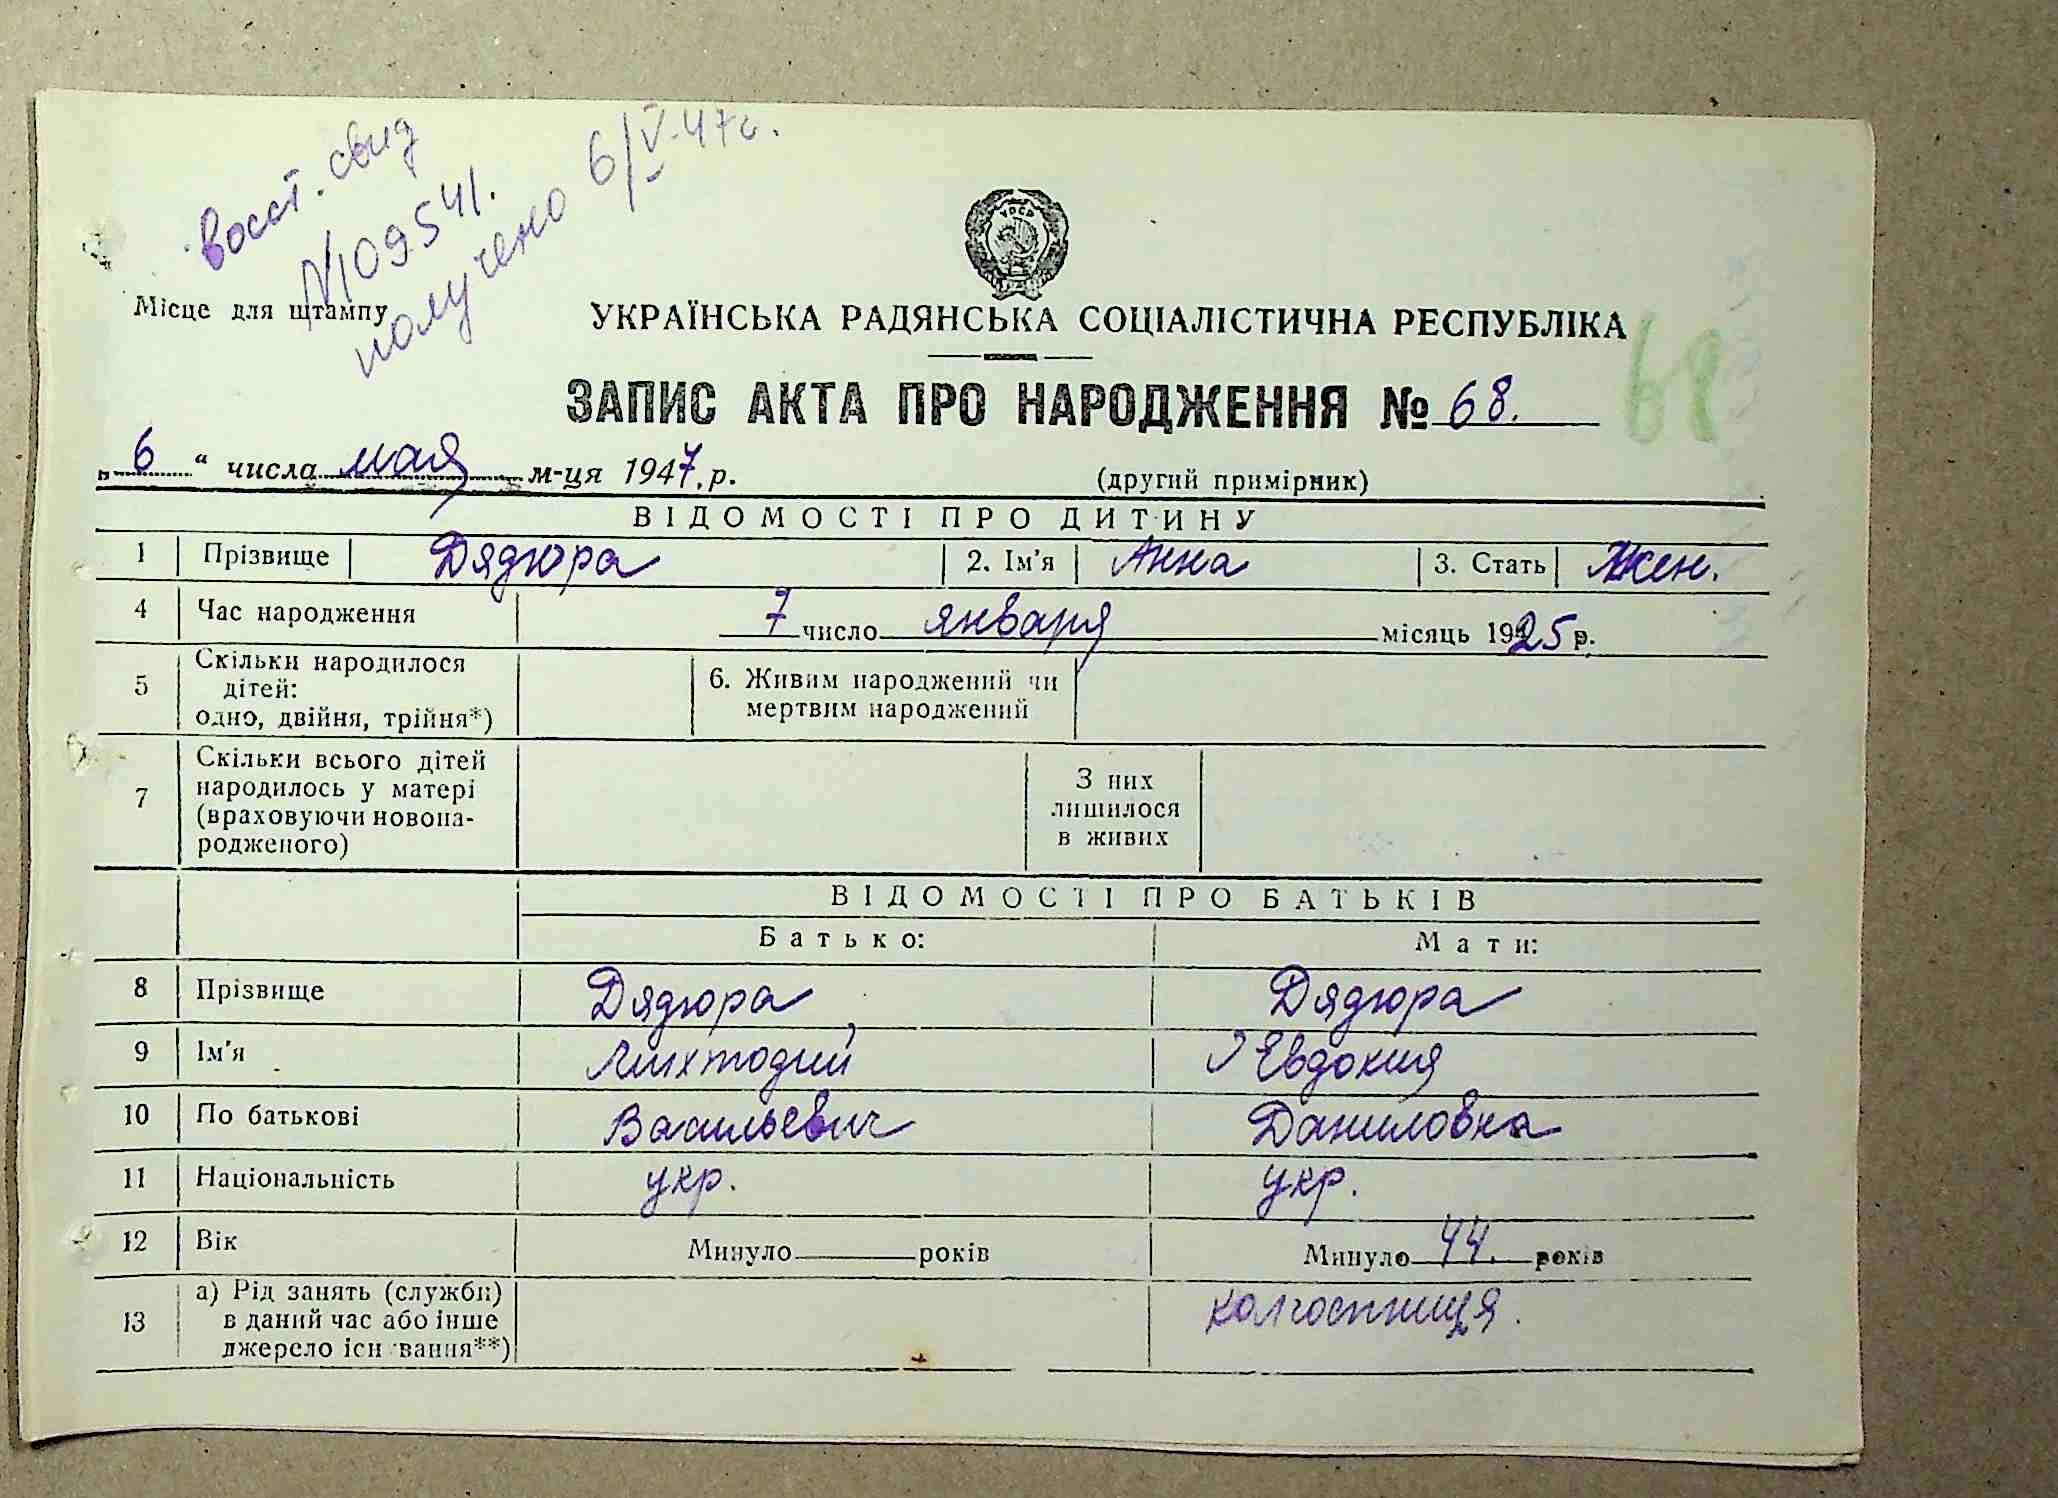 восст. свид
№109541.
получено 6/V-47г.
УРСР
Місце для штампу
УКРАЇНСЬКА РАДЯНСЬКА СОЦІАЛІСТИЧНА РЕСПУБЛІКА
68
ЗАПИС АКТА ПРО НАРОДЖЕННЯ № 68.
„6“ числа мая м-ця 1947.р.
(другий примірник)
ВІДОМОСТІ ПРО ДИТИНУ
1 Прізвище Дядюра 2. Ім'я Анна 3. Стать Жен.
4 Час народження 7 число января місяць 1925 р.
5 Скільки народилося дітей: одно, двійня, трійня*) 6. Живим народжений чи мертвим народжений
7 Скільки всього дітей народилось у матері (враховуючи новонародженого) З них лишилося в живих
ВІДОМОСТІ ПРО БАТЬКІВ
Батько: Мати:
8 Прізвище Дядюра Дядюра
9 Ім'я Евдокия
10 По батькові Васильевич Даниловна
11 Національність укр. укр.
12 Вік Минуло років Минуло 44. років
13 а) Рід занять (служби) в даний час або інше джерело існ вання**) колгоспниця.